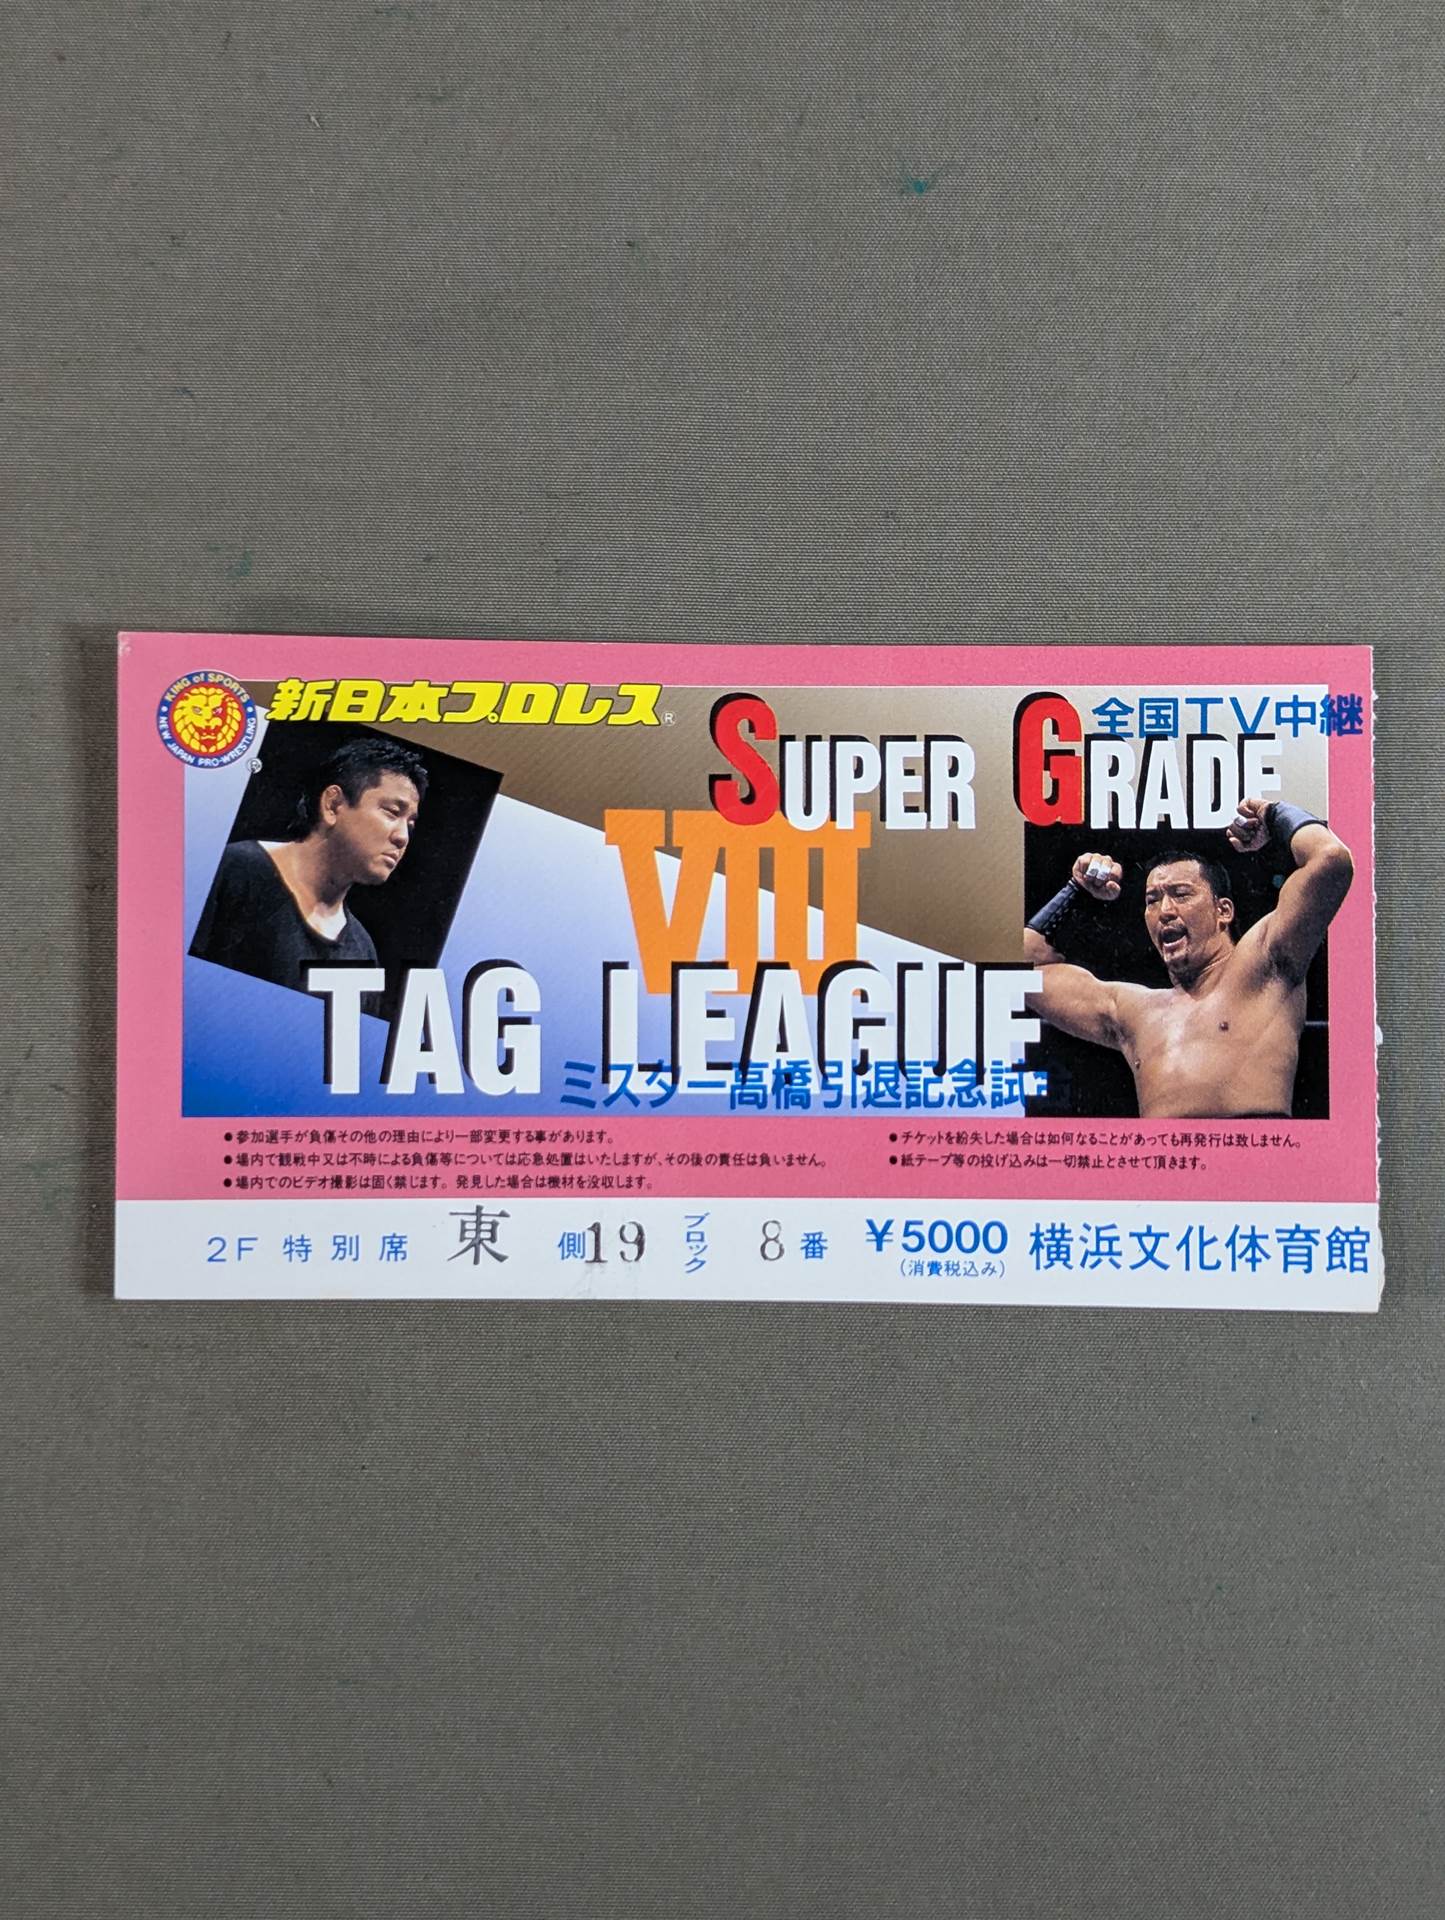 KING of SPORTS
NEW JAPAN PRO-WRESTLING
®
新日本プロレス®
全国TV中継
SUPER GRADE
VIII
TAG LEAGUE
ミスター高橋引退記念試合
●参加選手が負傷その他の理由により一部変更する事があります。
●場内で観戦中又は不時による負傷等については応急処置はいたしますが、その後の責任は負いません。
●場内でのビデオ撮影は固く禁じます。発見した場合は機材を没収します。
●チケットを紛失した場合は如何なることがあっても再発行は致しません。
●紙テープ等の投げ込みは一切禁止とさせて頂きます。
2F 特別席 東 側 19 ブロック 8 番 ¥5000 横浜文化体育館
(消費税込み)